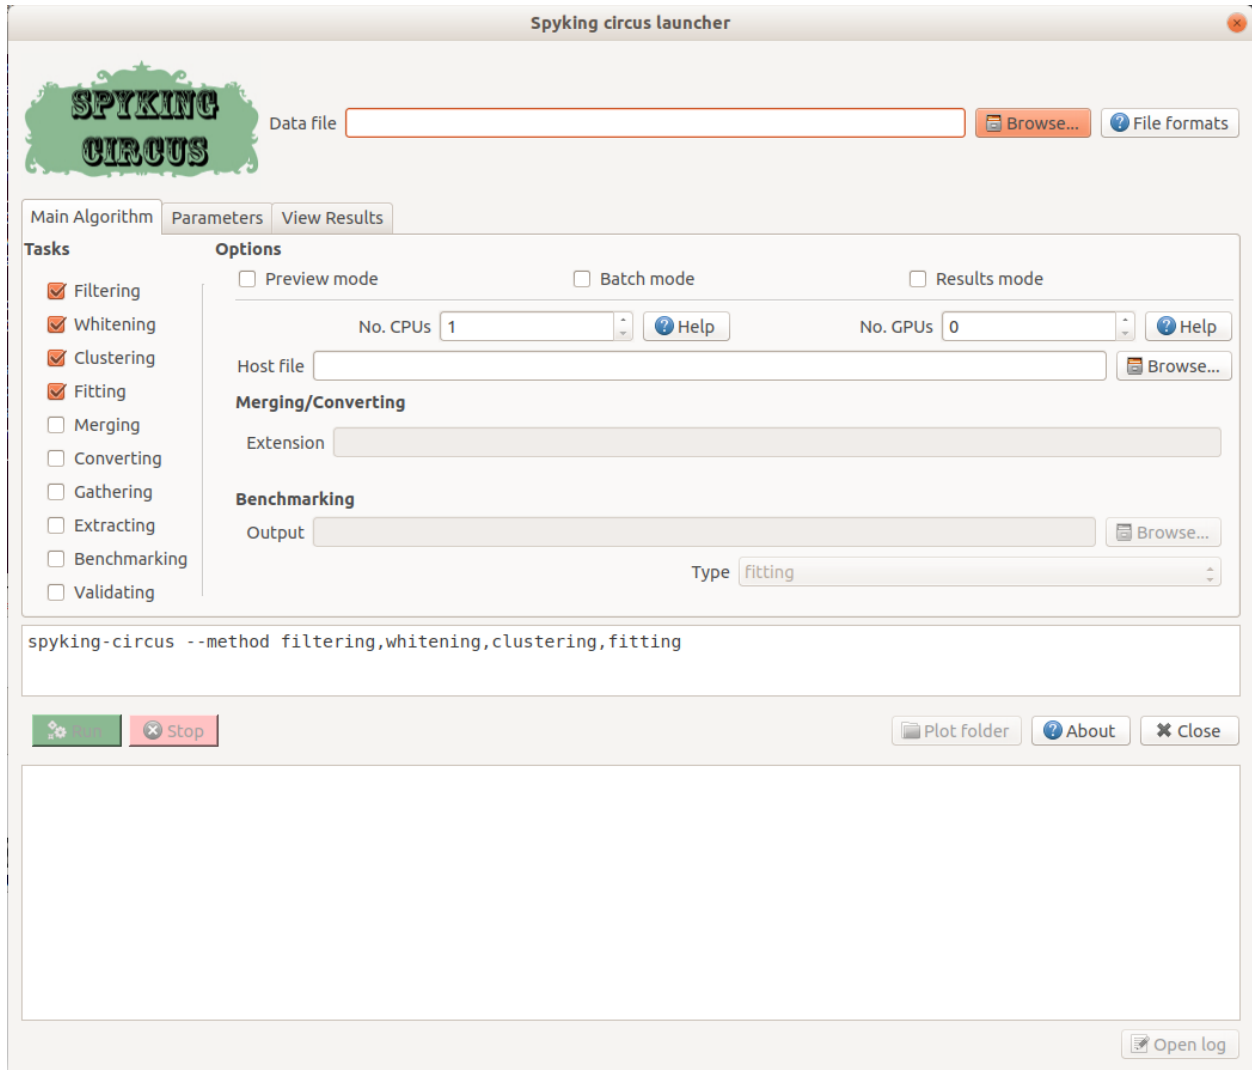 Spyking circus launcher
SPYKING
CIRCUS
Data file Browse... File formats
Main Algorithm Parameters View Results
Tasks Options
Preview mode Batch mode Results mode
Filtering
Whitening No. CPUs 1 Help No. GPUs 0 Help
Clustering Host file Browse...
Fitting Merging/Converting
Merging
Extension
Converting
Gathering Benchmarking
Extracting Output Browse...
Benchmarking Type fitting
Validating
spyking-circus --method filtering,whitening,clustering,fitting
Run Stop Plot folder About Close
Open log